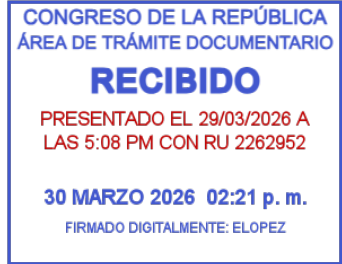 CONGRESO DE LA REPÚBLICA
ÁREA DE TRÁMITE DOCUMENTARIO
RECIBIDO
PRESENTADO EL 29/03/2026 A
LAS 5:08 PM CON RU 2262952
30 MARZO 2026 02:21 p. m.
FIRMADO DIGITALMENTE: ELOPEZ